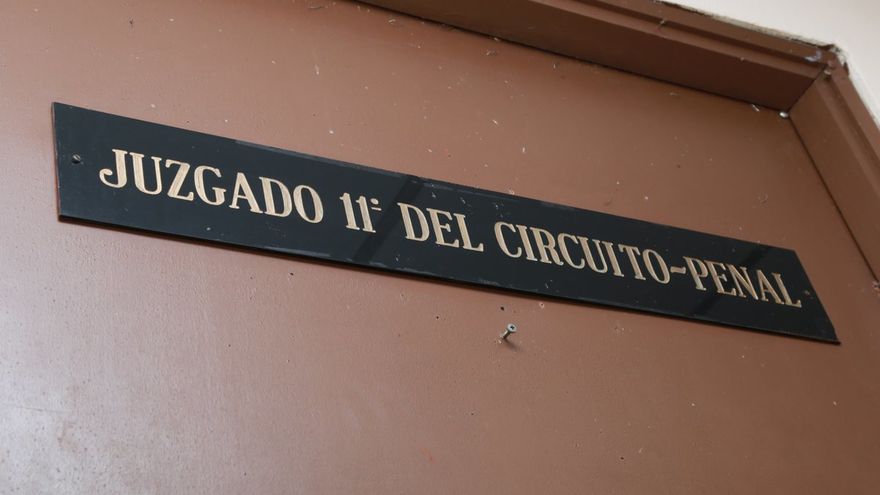 JUZGADO 11º DEL CIRCUITO-PENAL